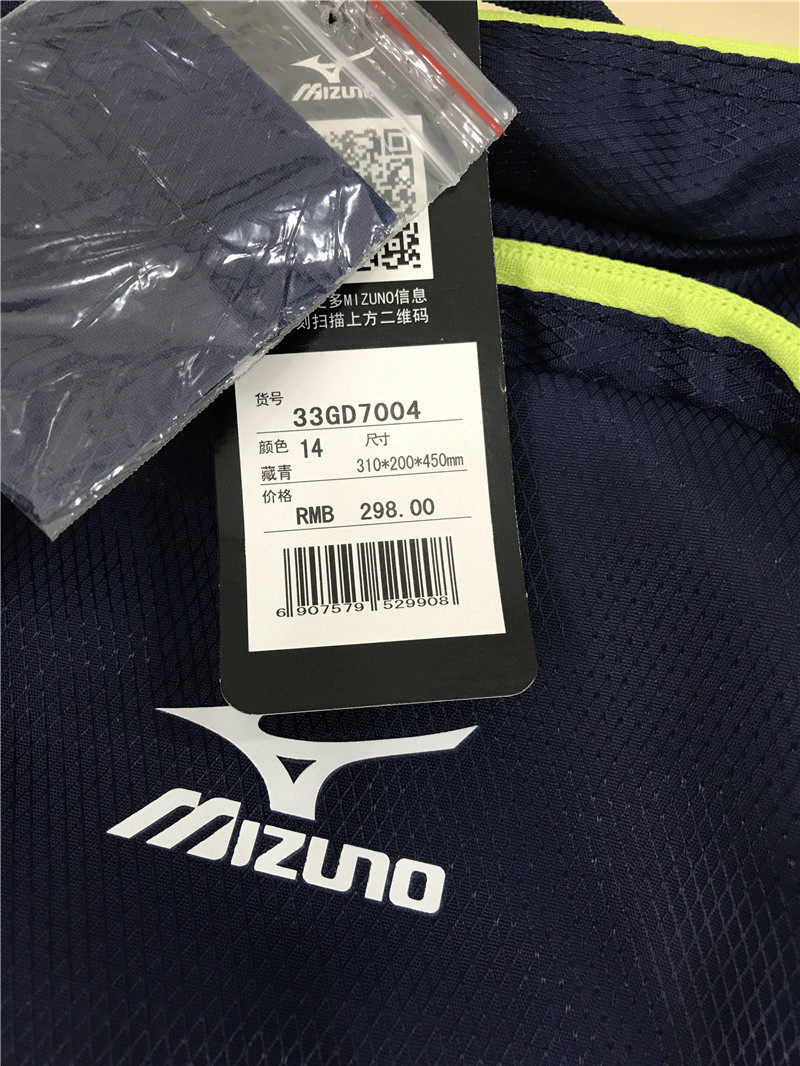 MIZUNO
多MIZUNO信息
刻扫描上方二维码
货号
33GD7004
颜色 14 尺寸
藏青 310*200*450mm
价格
RMB 298.00
6 907579 529908
MIZUNO